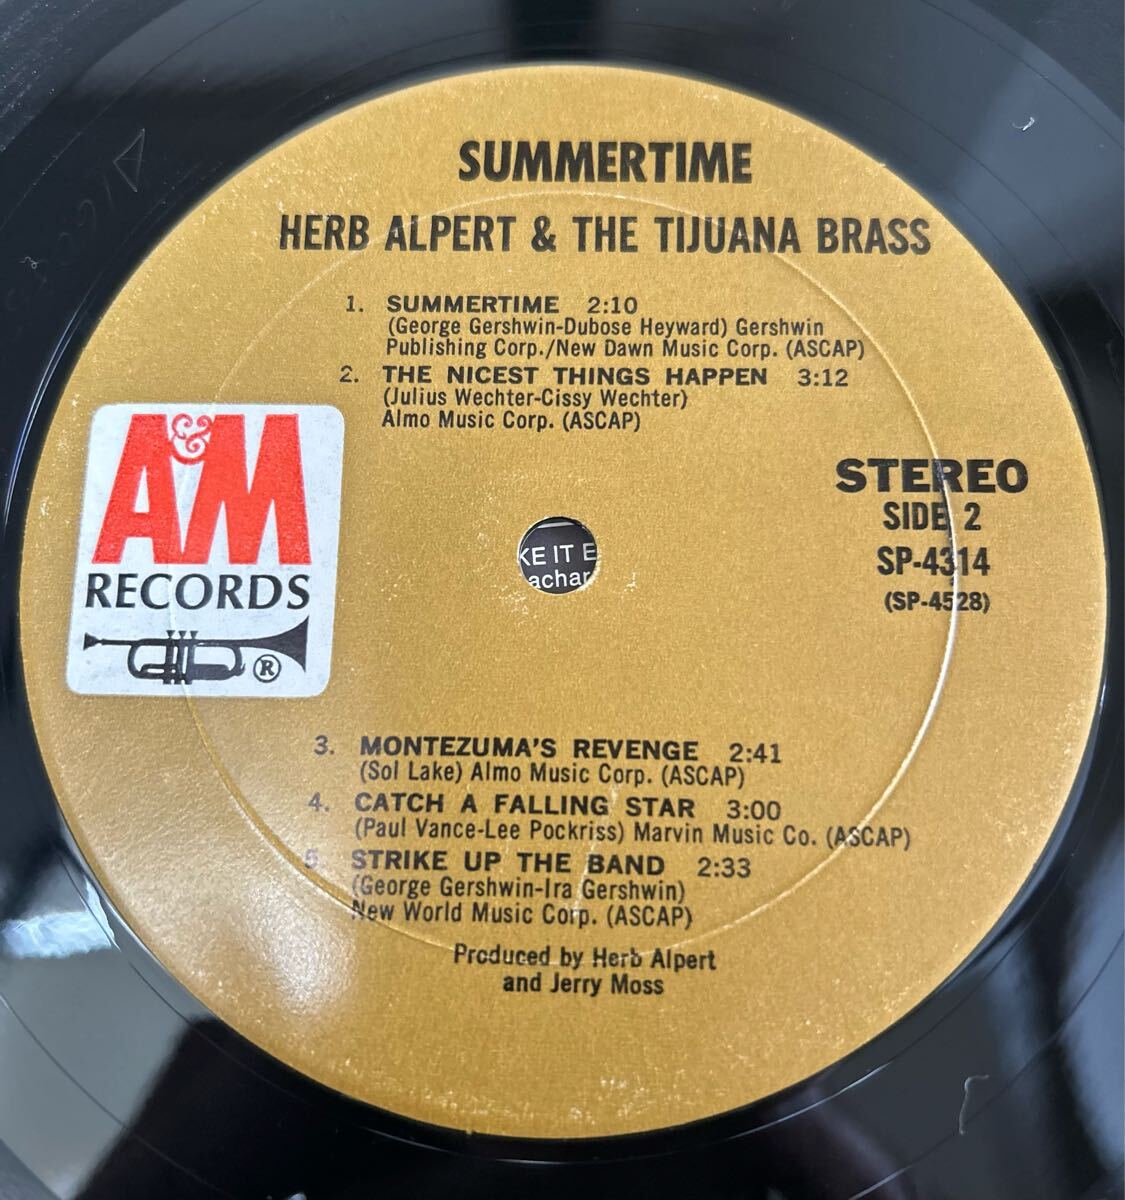 SUMMERTIME
HERB ALPERT & THE TIJUANA BRASS
1. SUMMERTIME 2:10
(George Gershwin-Dubose Heyward) Gershwin
Publishing Corp./New Dawn Music Corp. (ASCAP)
2. THE NICEST THINGS HAPPEN 3:12
(Julius Wechter-Cissy Wechter)
Almo Music Corp. (ASCAP)
A&M
RECORDS
®
STEREO
SIDE 2
SP-4314
(SP-4528)
KE IT E
achar
3. MONTEZUMA'S REVENGE 2:41
(Sol Lake) Almo Music Corp. (ASCAP)
4. CATCH A FALLING STAR 3:00
(Paul Vance-Lee Pockriss) Marvin Music Co. (ASCAP)
5. STRIKE UP THE BAND 2:33
(George Gershwin-Ira Gershwin)
New World Music Corp. (ASCAP)
Produced by Herb Alpert
and Jerry Moss